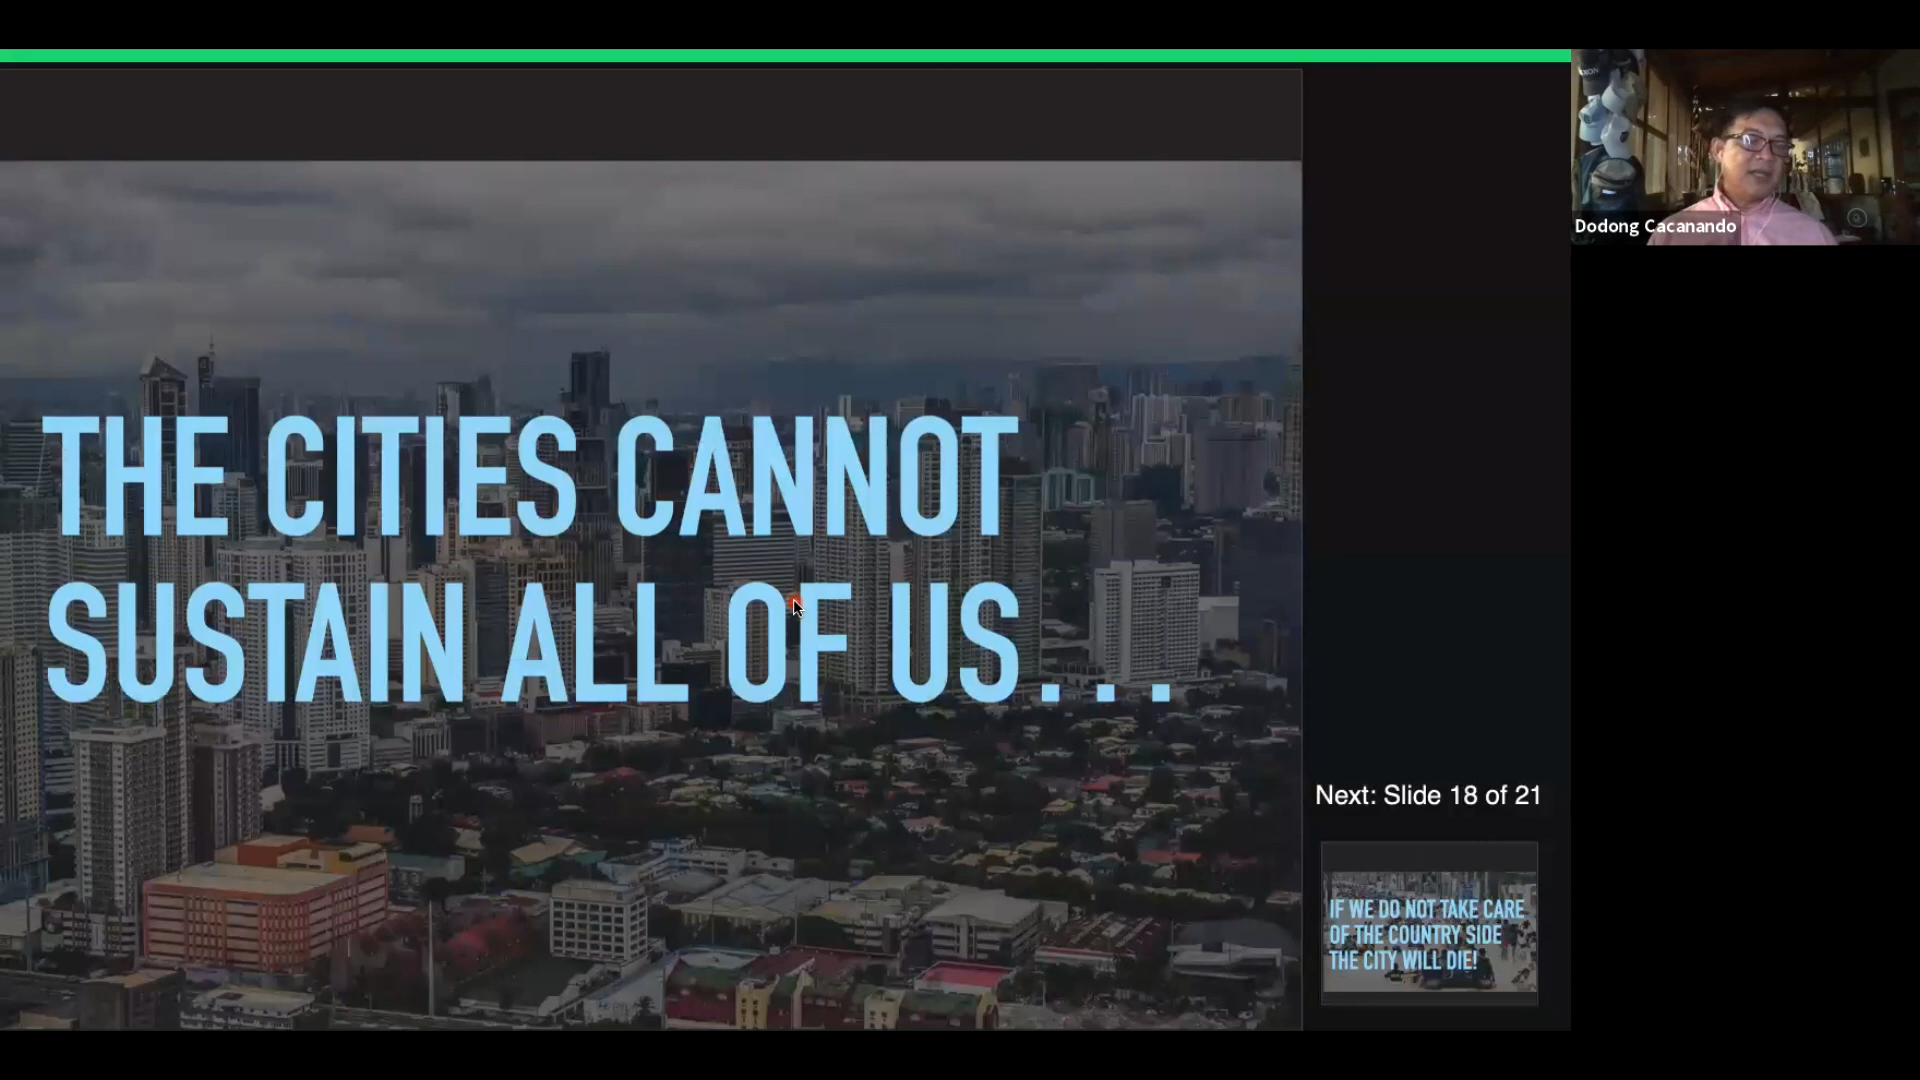 THE CITIES CANNOT
SUSTAIN ALL OF US...
Dodong Cacanando
Next: Slide 18 of 21
IF WE DO NOT TAKE CARE
OF THE COUNTRY SIDE
THE CITY WILL DIE!